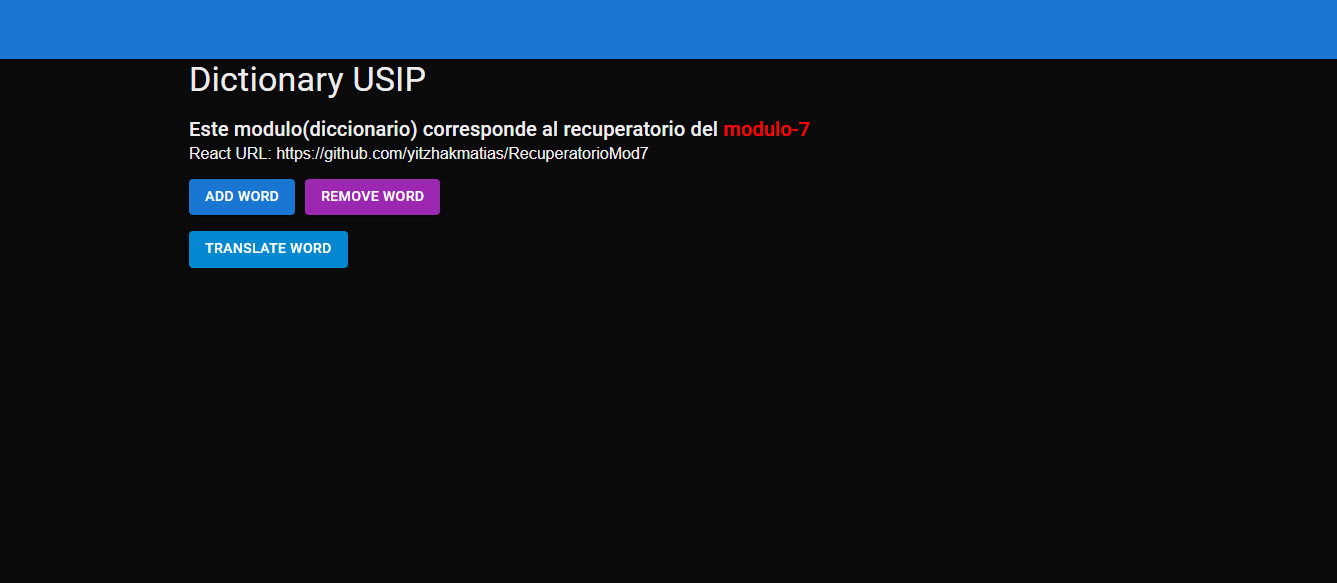 Dictionary USIP
Este modulo(diccionario) corresponde al recuperatorio del modulo-7
React URL: https://github.com/yitzhakmatias/RecuperatorioMod7
ADD WORD REMOVE WORD
TRANSLATE WORD